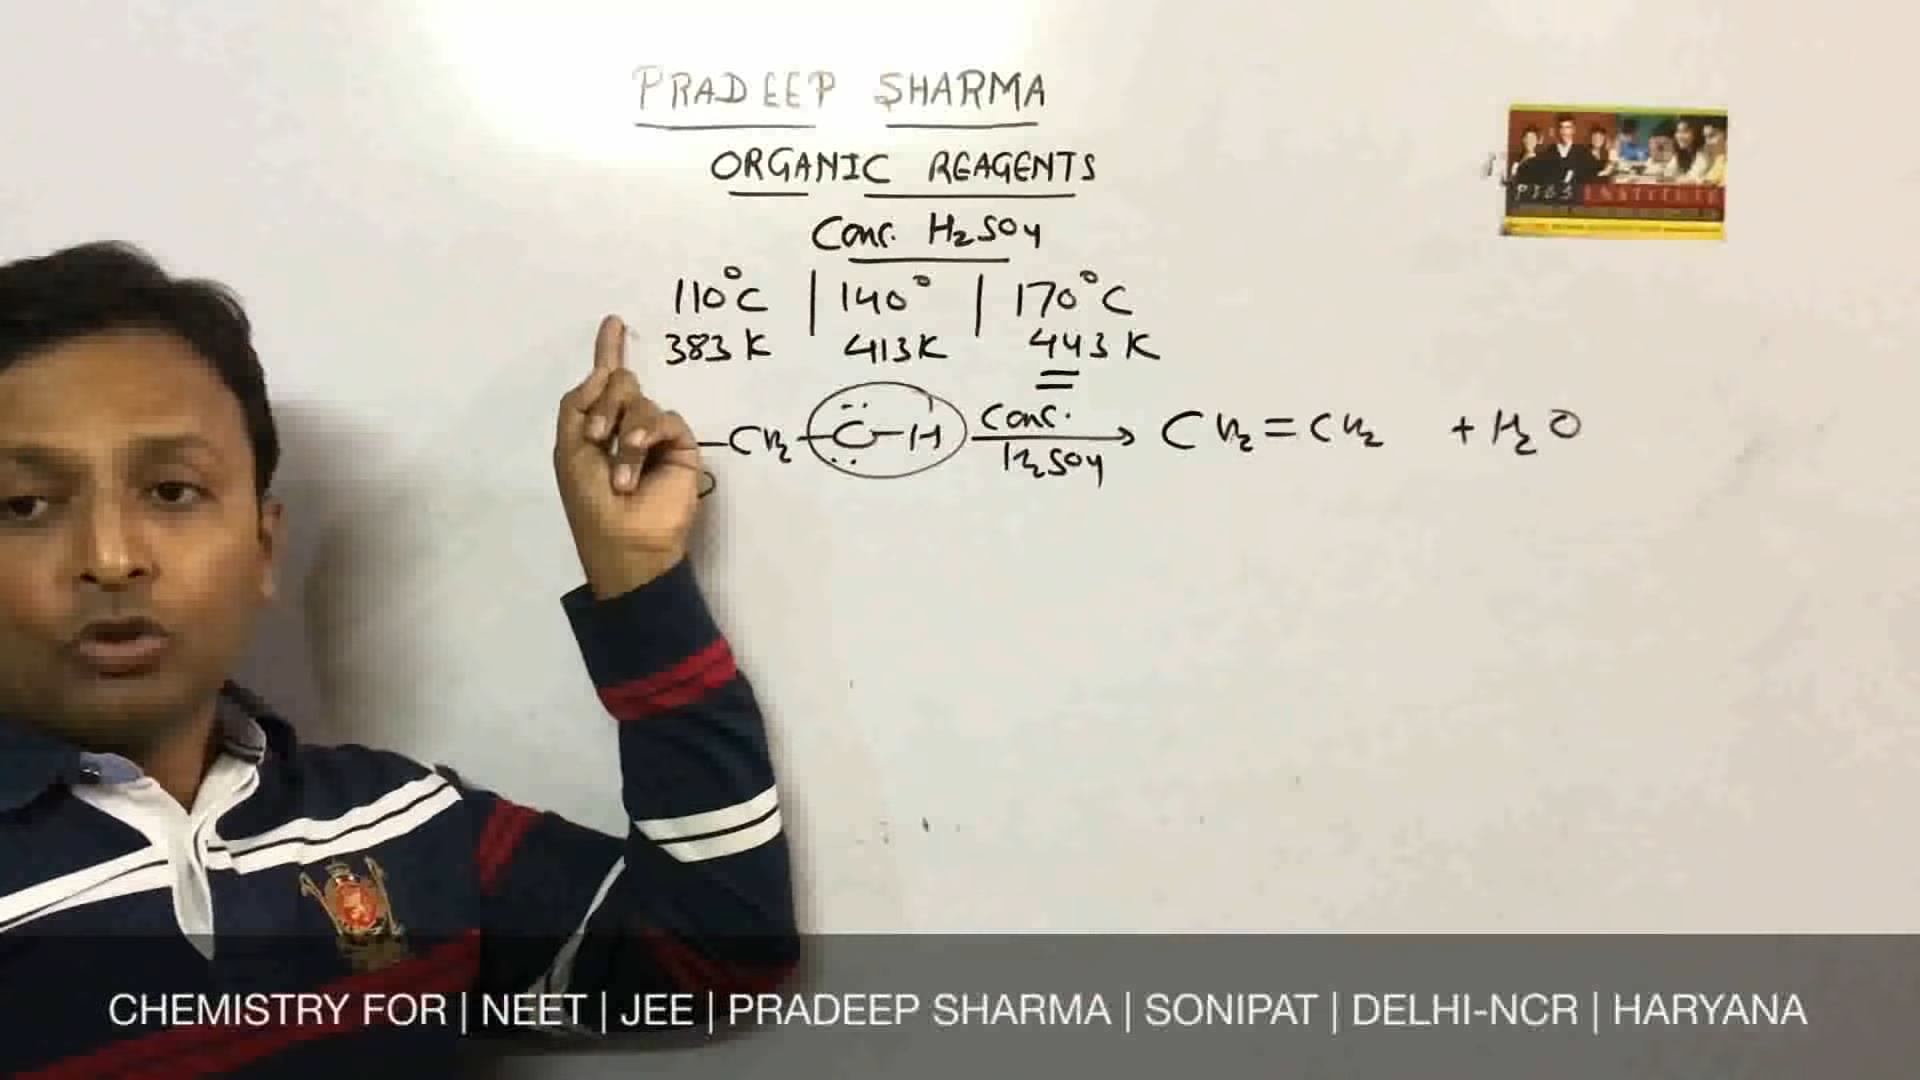 PRADEEP SHARMA
ORGANIC REAGENTS
Conc. H2SO4
110°C | 140° | 170°C
383 K 413K 443 K
-CH2-Ö-H Conc. H2SO4 → CH2=CH2 + H2O
INSTITUTE
CHEMISTRY FOR | NEET | JEE | PRADEEP SHARMA | SONIPAT | DELHI-NCR | HARYANA